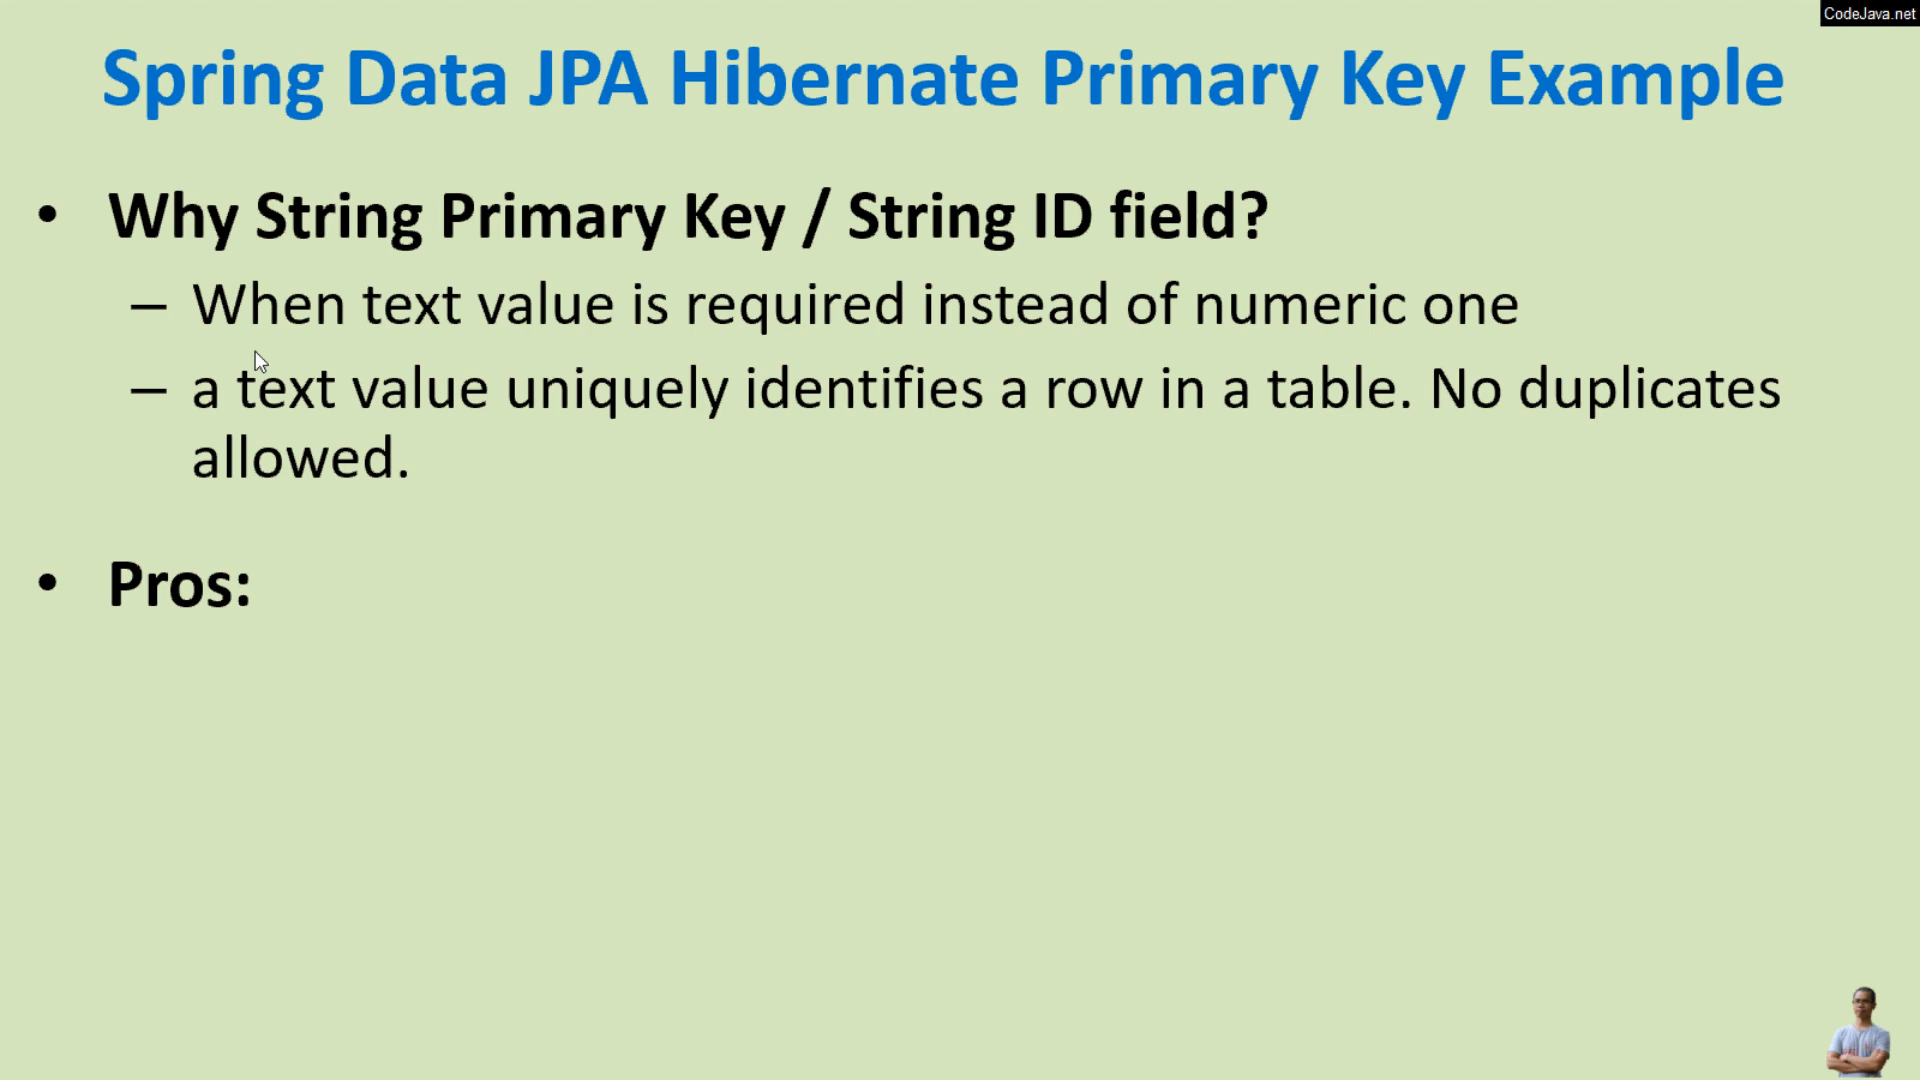 CodeJava.net
Spring Data JPA Hibernate Primary Key Example
• Why String Primary Key / String ID field?
– When text value is required instead of numeric one
– a text value uniquely identifies a row in a table. No duplicates
allowed.
• Pros: